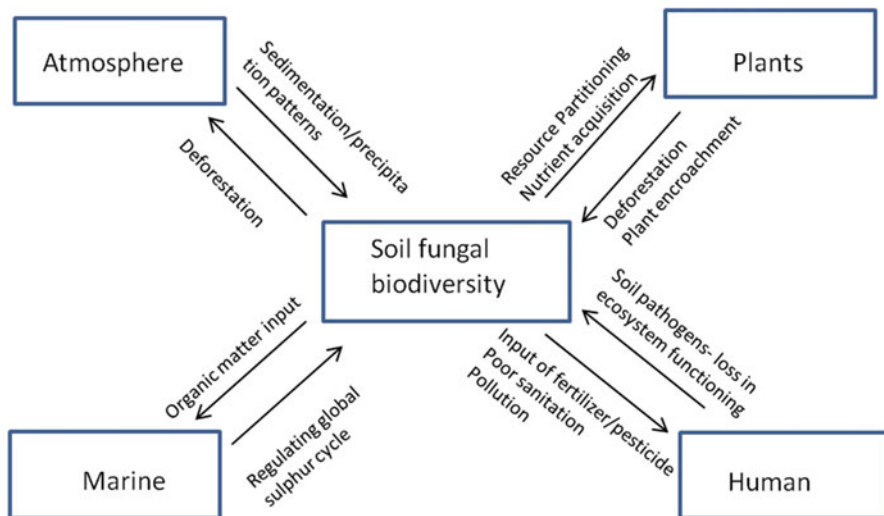 Atmosphere
Sedimentation/precipita
tion patterns
Deforestation
Plants
Resource Partitioning
Nutrient acquisition
Deforestation
Plant encroachment
Soil fungal
biodiversity
Organic matter input
Regulating global
sulphur cycle
Marine
Soil pathogens- loss in
ecosystem functioning
Input of fertilizer/pesticide
Poor sanitation
Pollution
Human